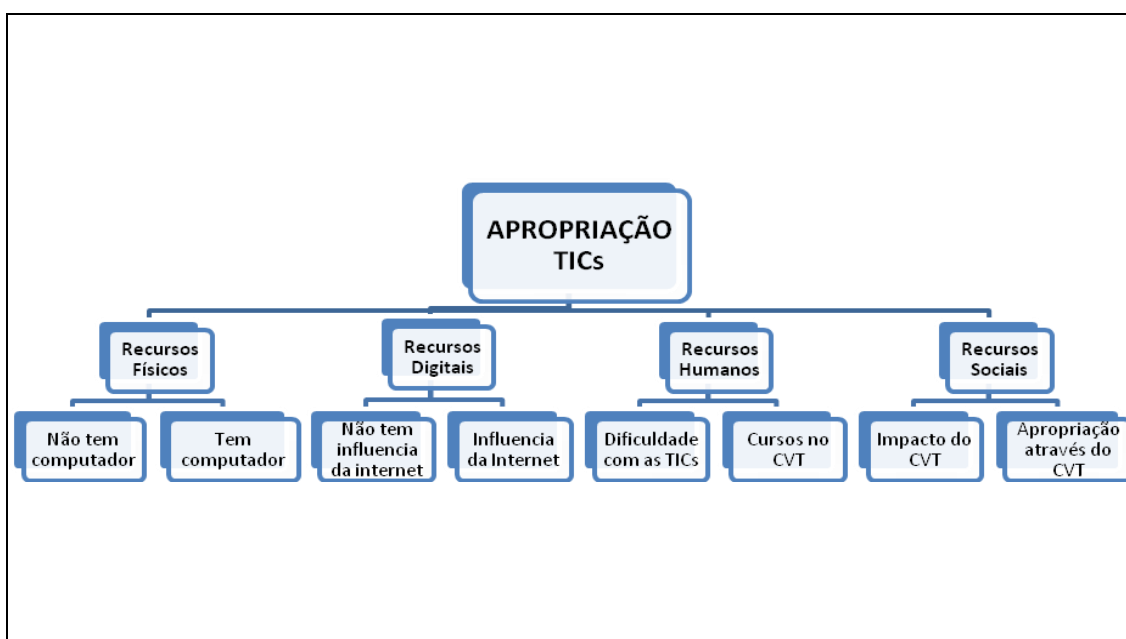 APROPRIAÇÃO
TICs
Recursos
Físicos
Recursos
Digitais
Recursos
Humanos
Recursos
Sociais
Não tem
computador
Tem
computador
Não tem
influencia
da internet
Influencia
da Internet
Dificuldade
com as TICs
Cursos no
CVT
Impacto do
CVT
Apropriação
através do
CVT